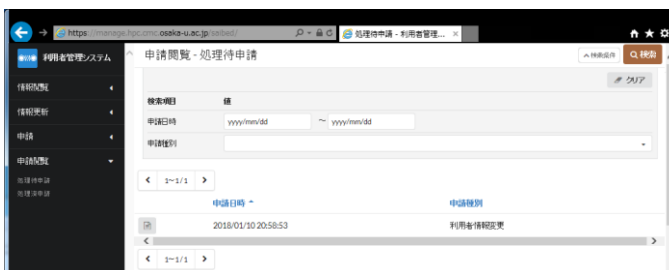 https://manage.hpc.cmc.osaka-u.ac.jp/saibed/
処理待申請 - 利用者管理... ×
利用者管理システム
申請閲覧 - 処理待申請
検索条件
検索
情報閲覧
情報更新
申請
申請閲覧
処理待申請
処理済申請
クリア
検索項目 値
申請日時 yyyy/mm/dd ～ yyyy/mm/dd
申請種別
1~1/1
申請日時 申請種別
2018/01/10 20:58:53 利用者情報変更
1~1/1